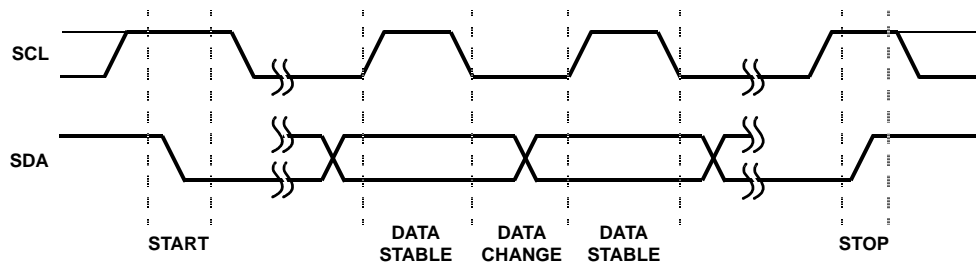 SCL
SDA
START
DATA
STABLE
DATA
CHANGE
DATA
STABLE
STOP